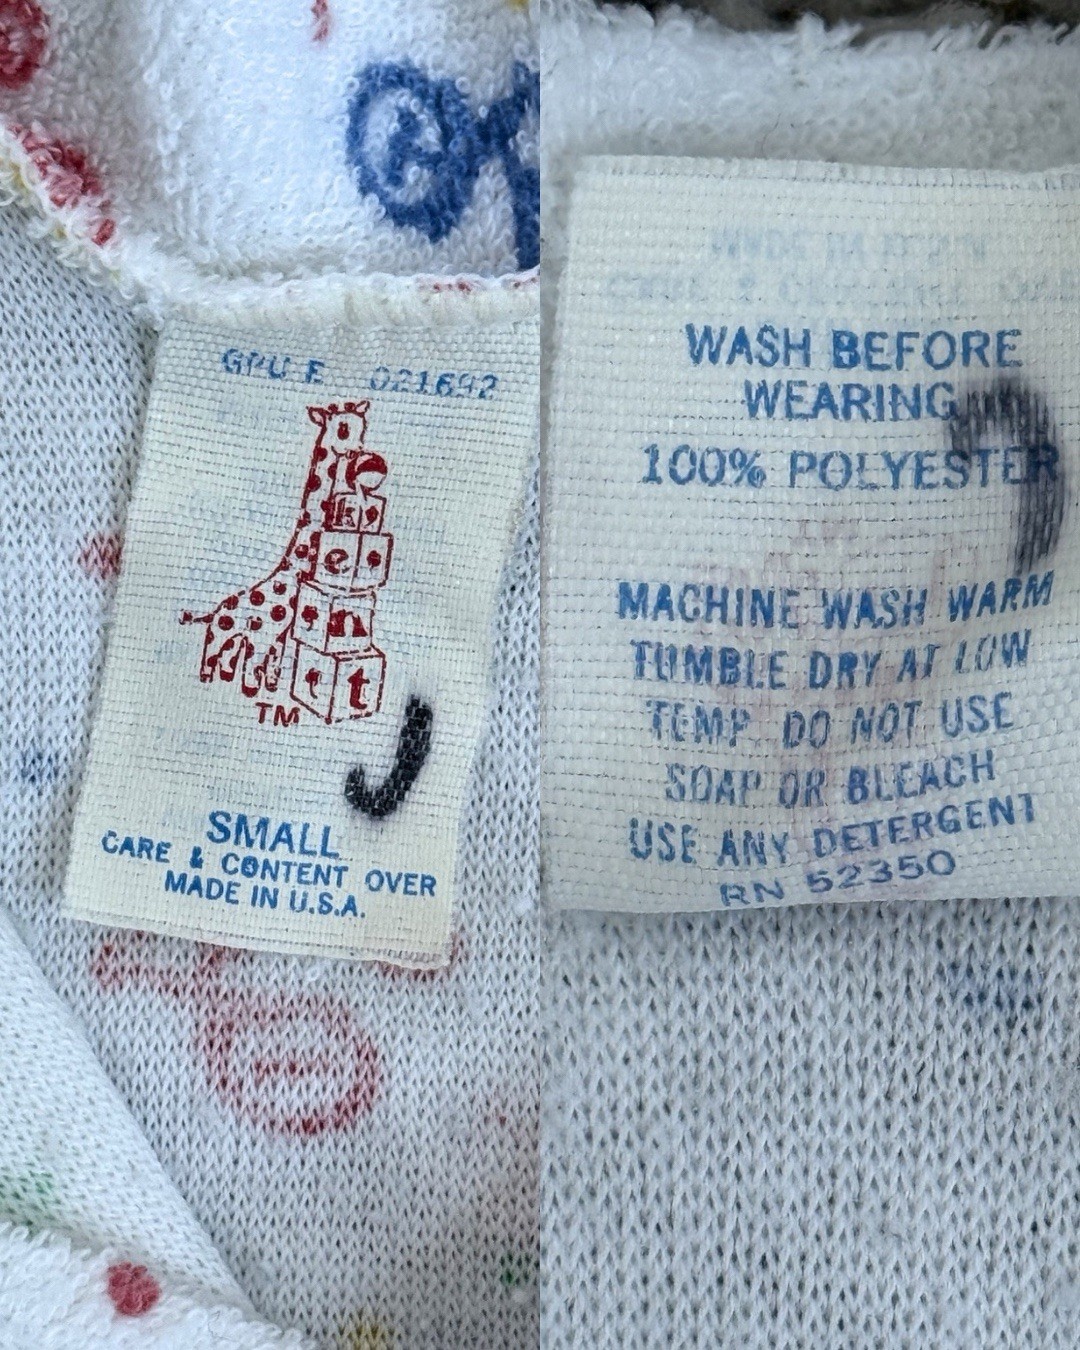 GPU E 021692
k
e
n
t
TM
J
SMALL
CARE & CONTENT OVER
MADE IN U.S.A.
WASH BEFORE
WEARING
100% POLYESTER
MACHINE WASH WARM
TUMBLE DRY AT LOW
TEMP. DO NOT USE
SOAP OR BLEACH
USE ANY DETERGENT
RN 52350